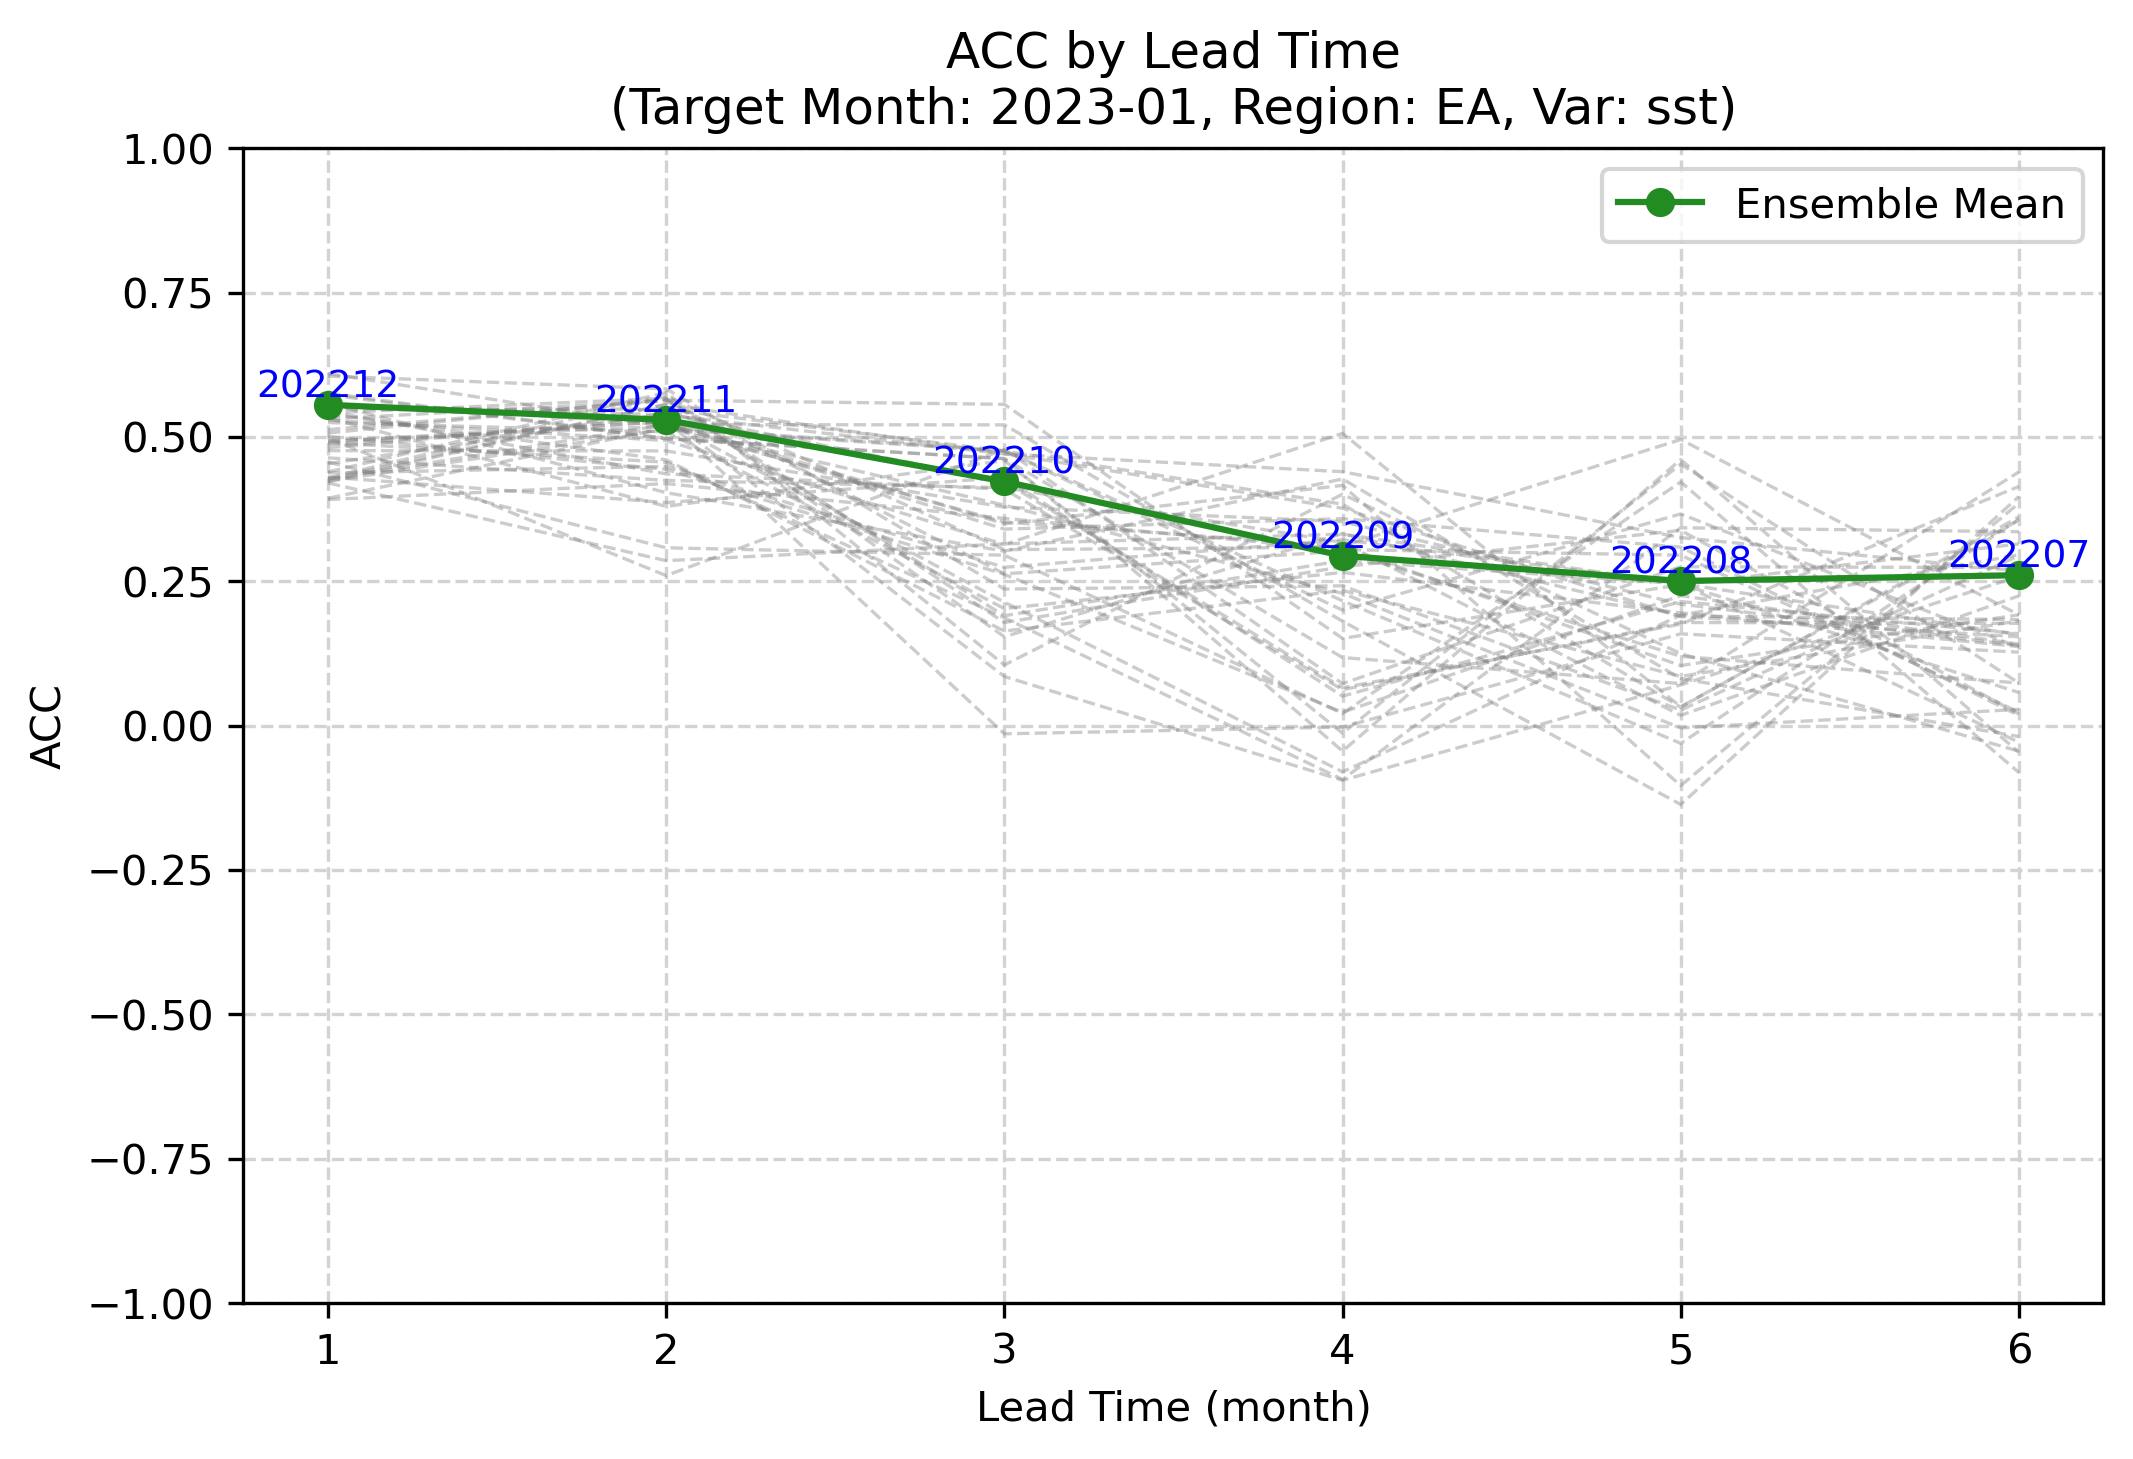 ACC by Lead Time
(Target Month: 2023-01, Region: EA, Var: sst)
Ensemble Mean
ACC
1.00
0.75
0.50
0.25
0.00
−0.25
−0.50
−0.75
−1.00
202212
202211
202210
202209
202208
202207
1 2 3 4 5 6
Lead Time (month)